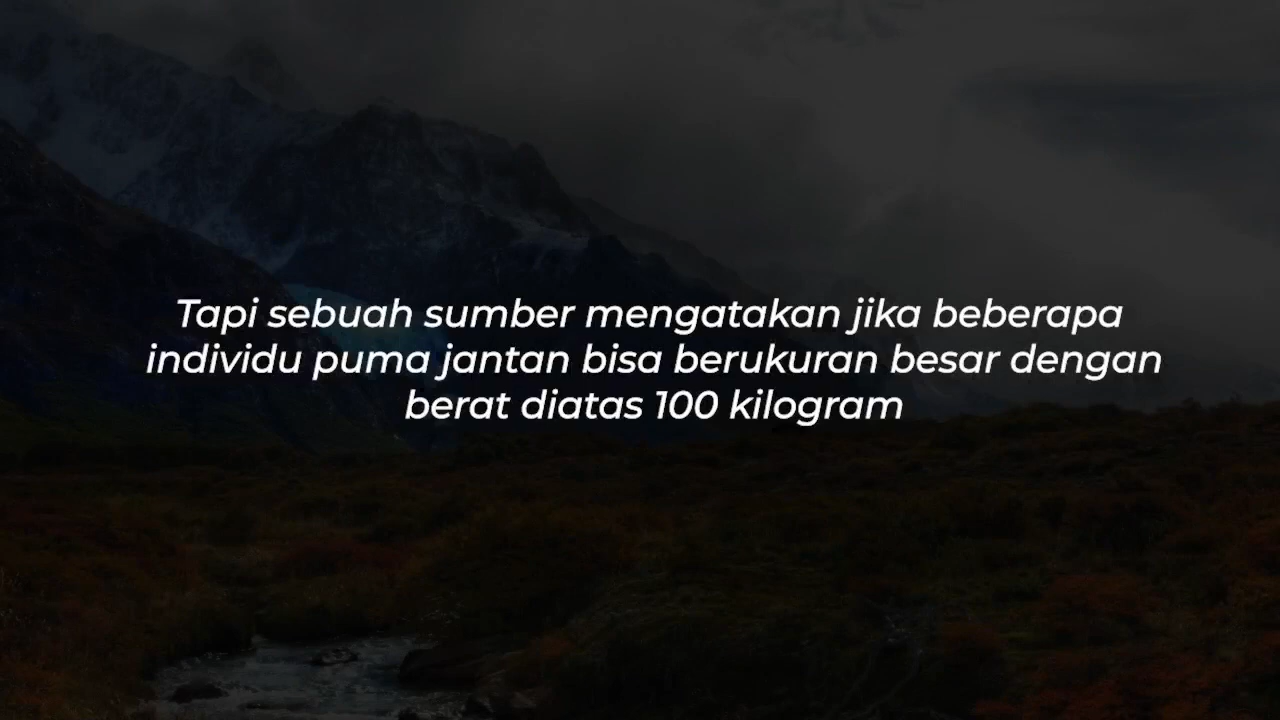 Tapi sebuah sumber mengatakan jika beberapa
individu puma jantan bisa berukuran besar dengan
berat diatas 100 kilogram